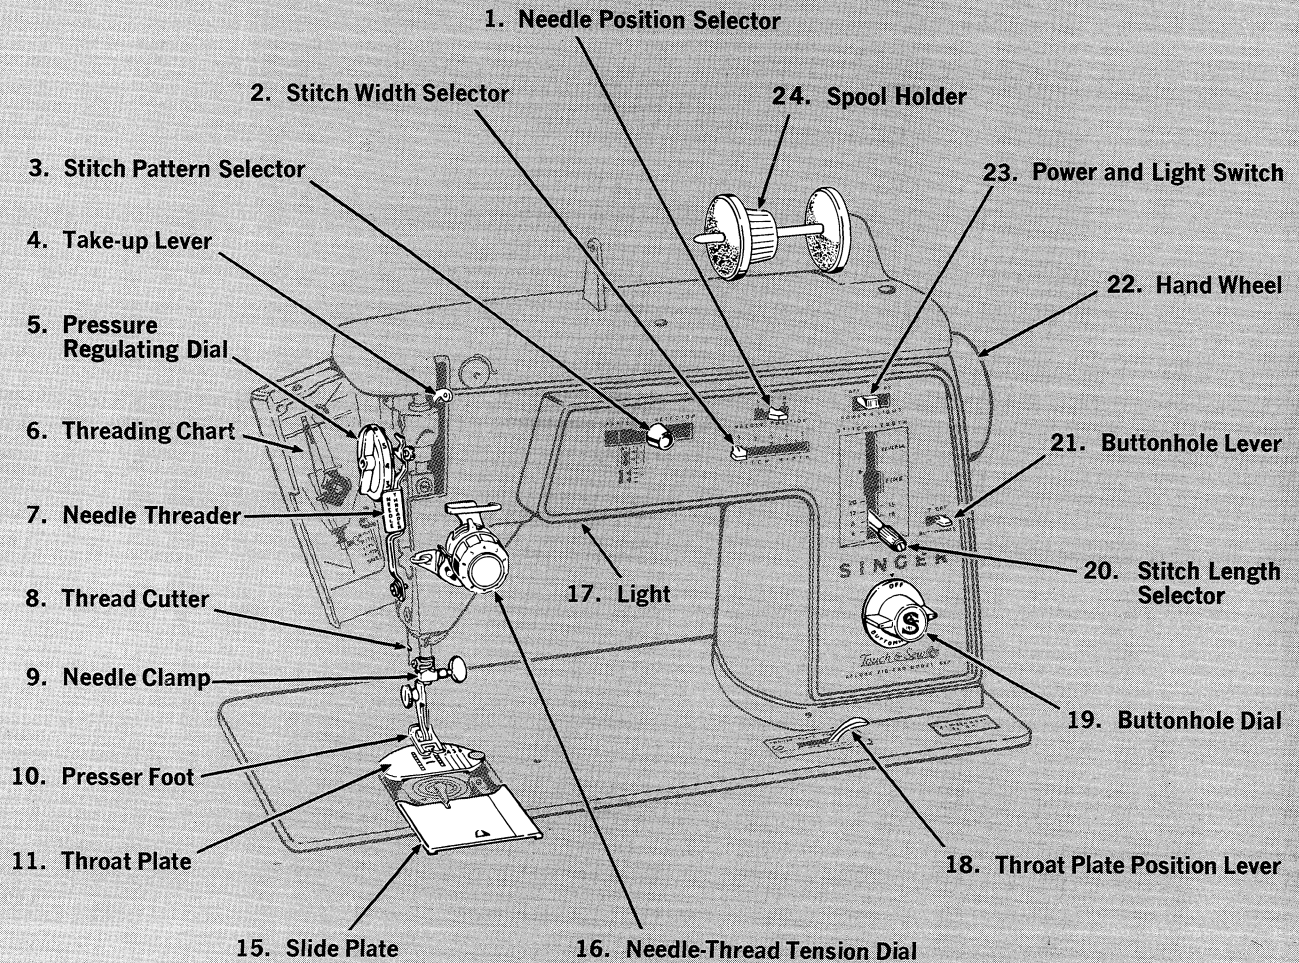 1. Needle Position Selector
2. Stitch Width Selector
24. Spool Holder
3. Stitch Pattern Selector
23. Power and Light Switch
4. Take-up Lever
22. Hand Wheel
5. Pressure
Regulating Dial
6. Threading Chart
21. Buttonhole Lever
7. Needle Threader
SINGER
20. Stitch Length
Selector
OFF
17. Light
8. Thread Cutter
S
Touch & Sew
9. Needle Clamp
19. Buttonhole Dial
10. Presser Foot
11. Throat Plate
18. Throat Plate Position Lever
15. Slide Plate
16. Needle-Thread Tension Dial